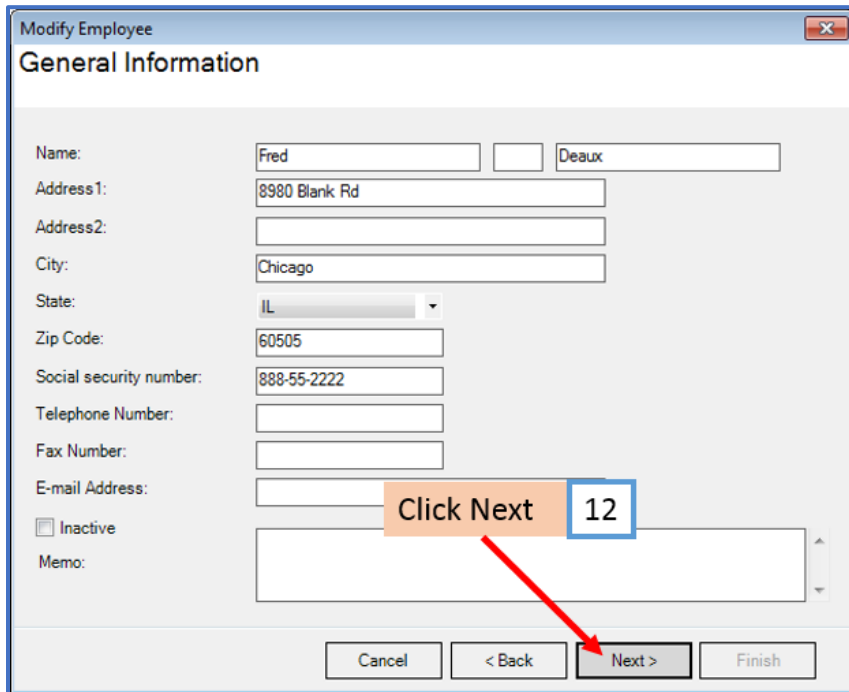 Modify Employee
General Information
Name: Fred Deaux
Address1: 8980 Blank Rd
Address2:
City: Chicago
State: IL
Zip Code: 60505
Social security number: 888-55-2222
Telephone Number:
Fax Number:
E-mail Address:
Click Next 12
Inactive
Memo:
Cancel < Back Next > Finish